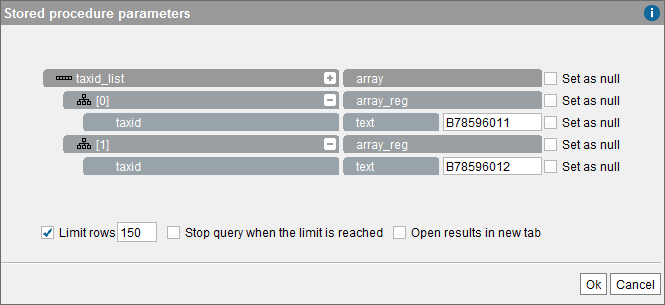 Stored procedure parameters
taxid_list array Set as null
[0] array_reg Set as null
taxid text B78596011 Set as null
[1] array_reg Set as null
taxid text B78596012 Set as null
Limit rows 150 Stop query when the limit is reached Open results in new tab
Ok Cancel